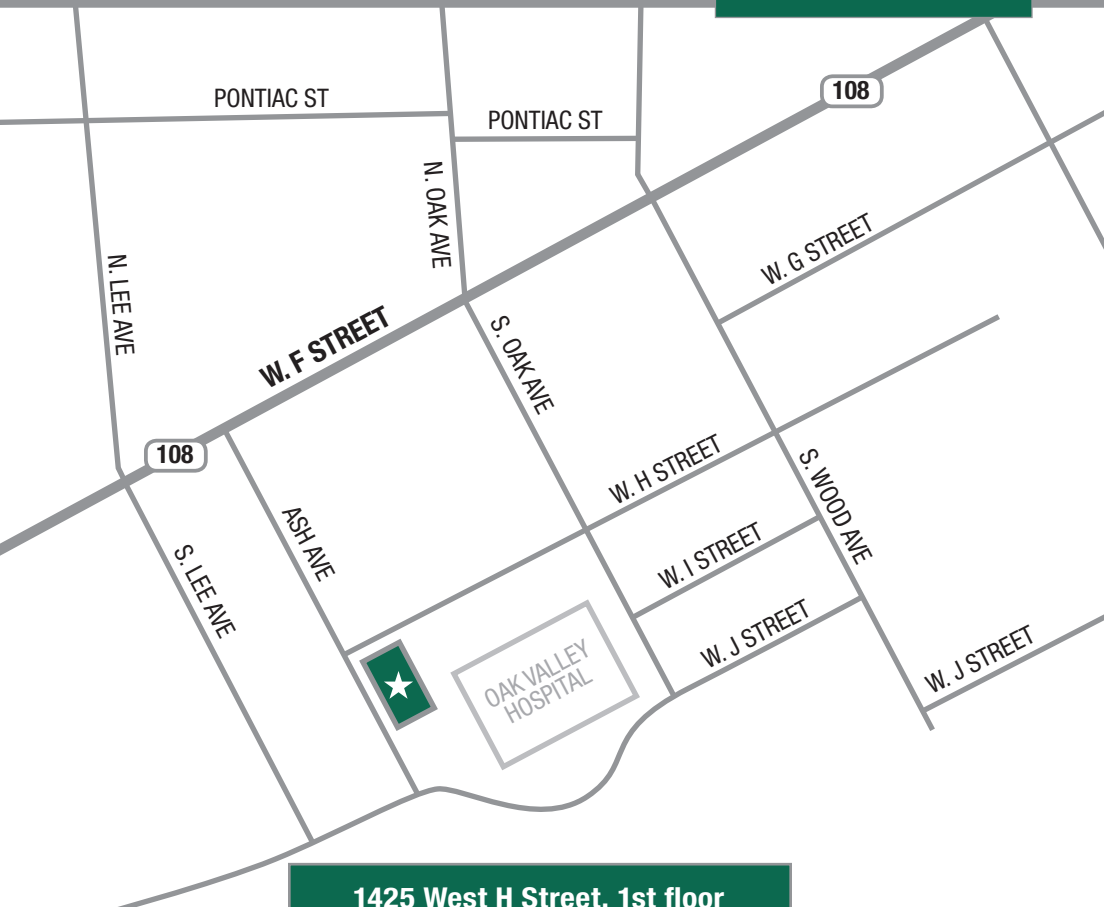 108
PONTIAC ST
PONTIAC ST
N. OAK AVE
W. G STREET
N. LEE AVE
W. F STREET
S. OAK AVE
108
W. H STREET
S. WOOD AVE
ASH AVE
W. I STREET
S. LEE AVE
W. J STREET
W. J STREET
OAK VALLEY
HOSPITAL
1425 West H Street, 1st floor